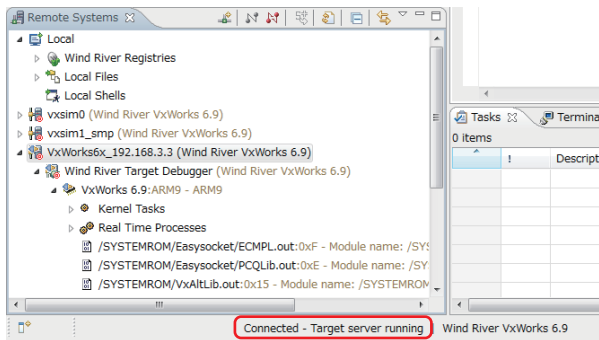 Remote Systems
Local
Wind River Registries
Local Files
Local Shells
vxsim0 (Wind River VxWorks 6.9)
vxsim1_smp (Wind River VxWorks 6.9)
VxWorks6x_192.168.3.3 (Wind River VxWorks 6.9)
Wind River Target Debugger (Wind River VxWorks 6.9)
VxWorks 6.9:ARM9 - ARM9
Kernel Tasks
Real Time Processes
/SYSTEMROM/Easysocket/ECMPL.out:0xF - Module name: /SYS
/SYSTEMROM/Easysocket/PCQLib.out:0xE - Module name: /SY
/SYSTEMROM/VxAltLib.out:0x15 - Module name: /SYSTEMROM
Tasks
Termina
0 items
! Descript
Connected - Target server running Wind River VxWorks 6.9